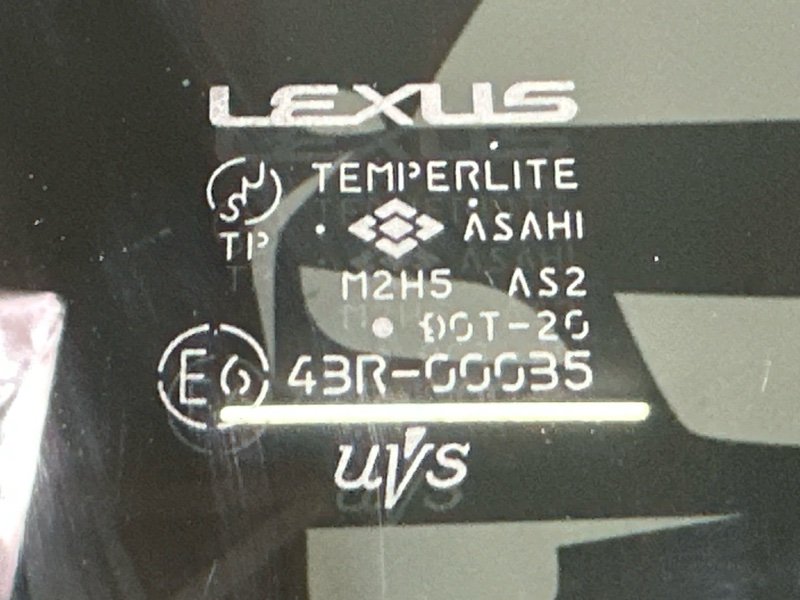 LEXUS
TEMPERLITE
TP ASAHI
M2H5 AS2
DOT-20
E6 43R-00035
uvs